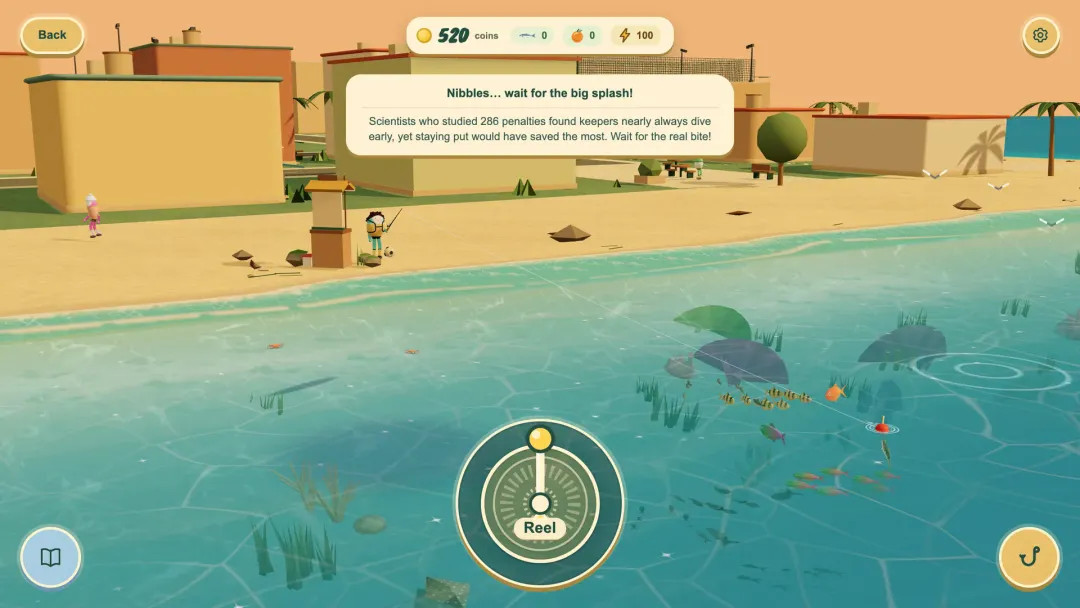 Back
520 coins 0 0 100
Nibbles… wait for the big splash!
Scientists who studied 286 penalties found keepers nearly always dive
early, yet staying put would have saved the most. Wait for the real bite!
Reel